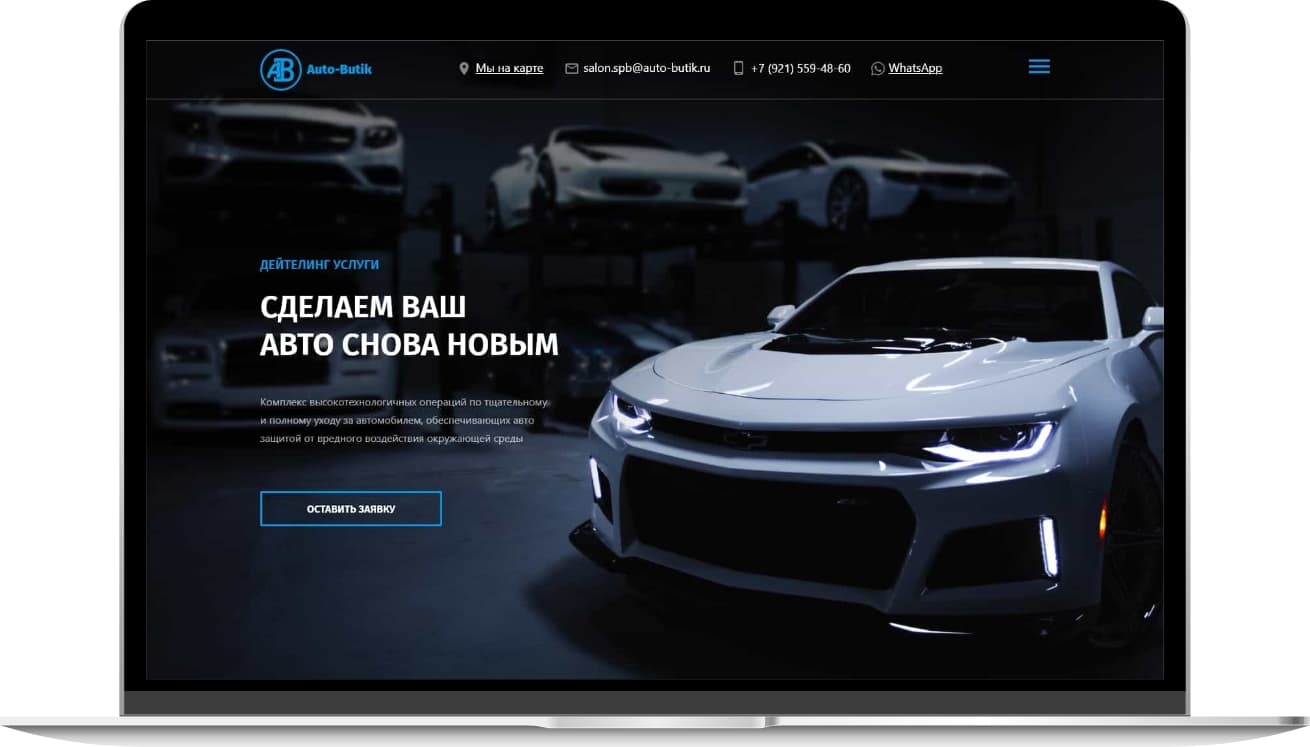 AB Auto-Butik
Мы на карте
salon.spb@auto-butik.ru
+7 (921) 559-48-60
WhatsApp
ДЕЙТЕЛИНГ УСЛУГИ
СДЕЛАЕМ ВАШ
АВТО СНОВА НОВЫМ
Комплекс высокотехнологичных операций по тщательному
и полному уходу за автомобилем, обеспечивающих авто
защитой от вредного воздействия окружающей среды
ОСТАВИТЬ ЗАЯВКУ